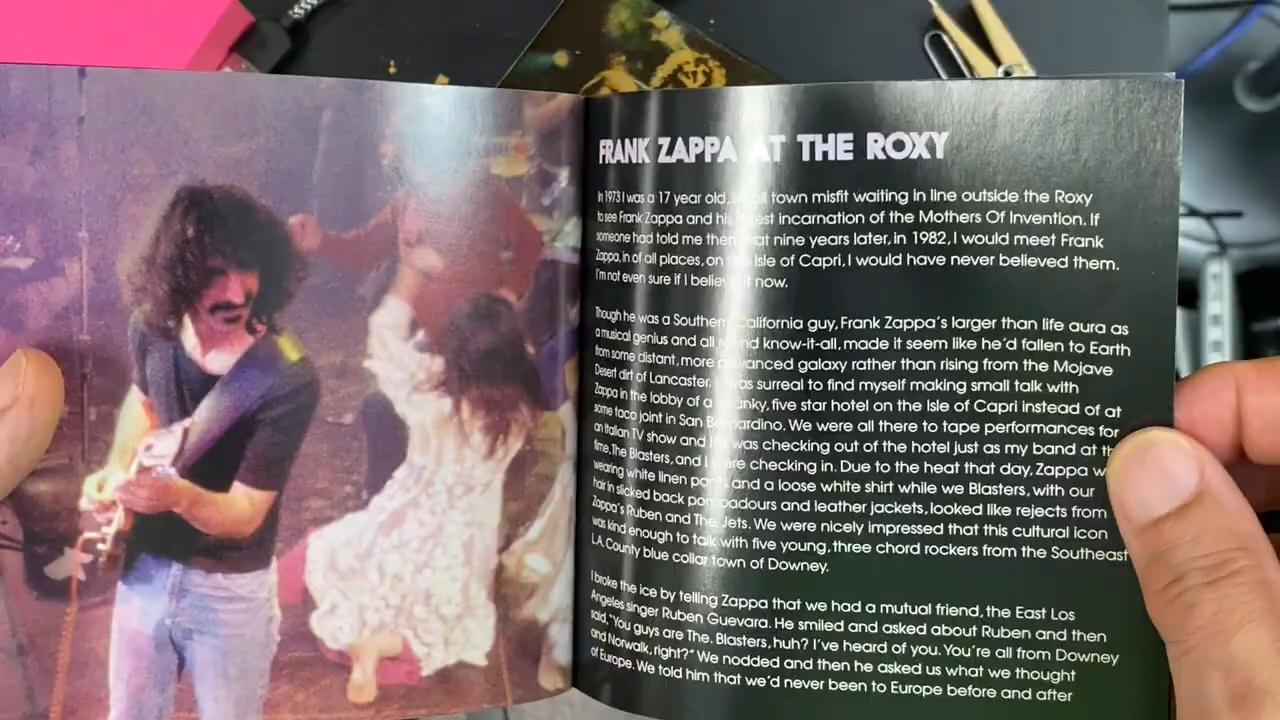 FRANK ZAPPA AT THE ROXY
In 1973 I was a 17 year old, small town misfit waiting in line outside the Roxy
to see Frank Zappa and his latest incarnation of the Mothers Of Invention. If
someone had told me then that nine years later, in 1982, I would meet Frank
Zappa, in of all places, on the Isle of Capri, I would have never believed them.
I'm not even sure if I believe it now.
Though he was a Southern California guy, Frank Zappa's larger than life aura as
a musical genius and all round know-it-all, made it seem like he'd fallen to Earth
from some distant, more advanced galaxy rather than rising from the Mojave
Desert dirt of Lancaster. It was surreal to find myself making small talk with
Zappa in the lobby of a swanky, five star hotel on the Isle of Capri instead of at
some taco joint in San Bernardino. We were all there to tape performances for
an Italian TV show and he was checking out of the hotel just as my band at the
time, The Blasters, and I were checking in. Due to the heat that day, Zappa
wearing white linen pants and a loose white shirt while we Blasters, with our
hair in slicked back pompadours and leather jackets, looked like rejects from
Zappa's Ruben and The Jets. We were nicely impressed that this cultural icon
was kind enough to talk with five young, three chord rockers from the Southeast
L.A. County blue collar town of Downey.
I broke the ice by telling Zappa that we had a mutual friend, the East Los
Angeles singer Ruben Guevara. He smiled and asked about Ruben and then
said, "You guys are The. Blasters, huh? I've heard of you. You're all from Downey
and Norwalk, right?" We nodded and then he asked us what we thought
of Europe. We told him that we'd never been to Europe before and after